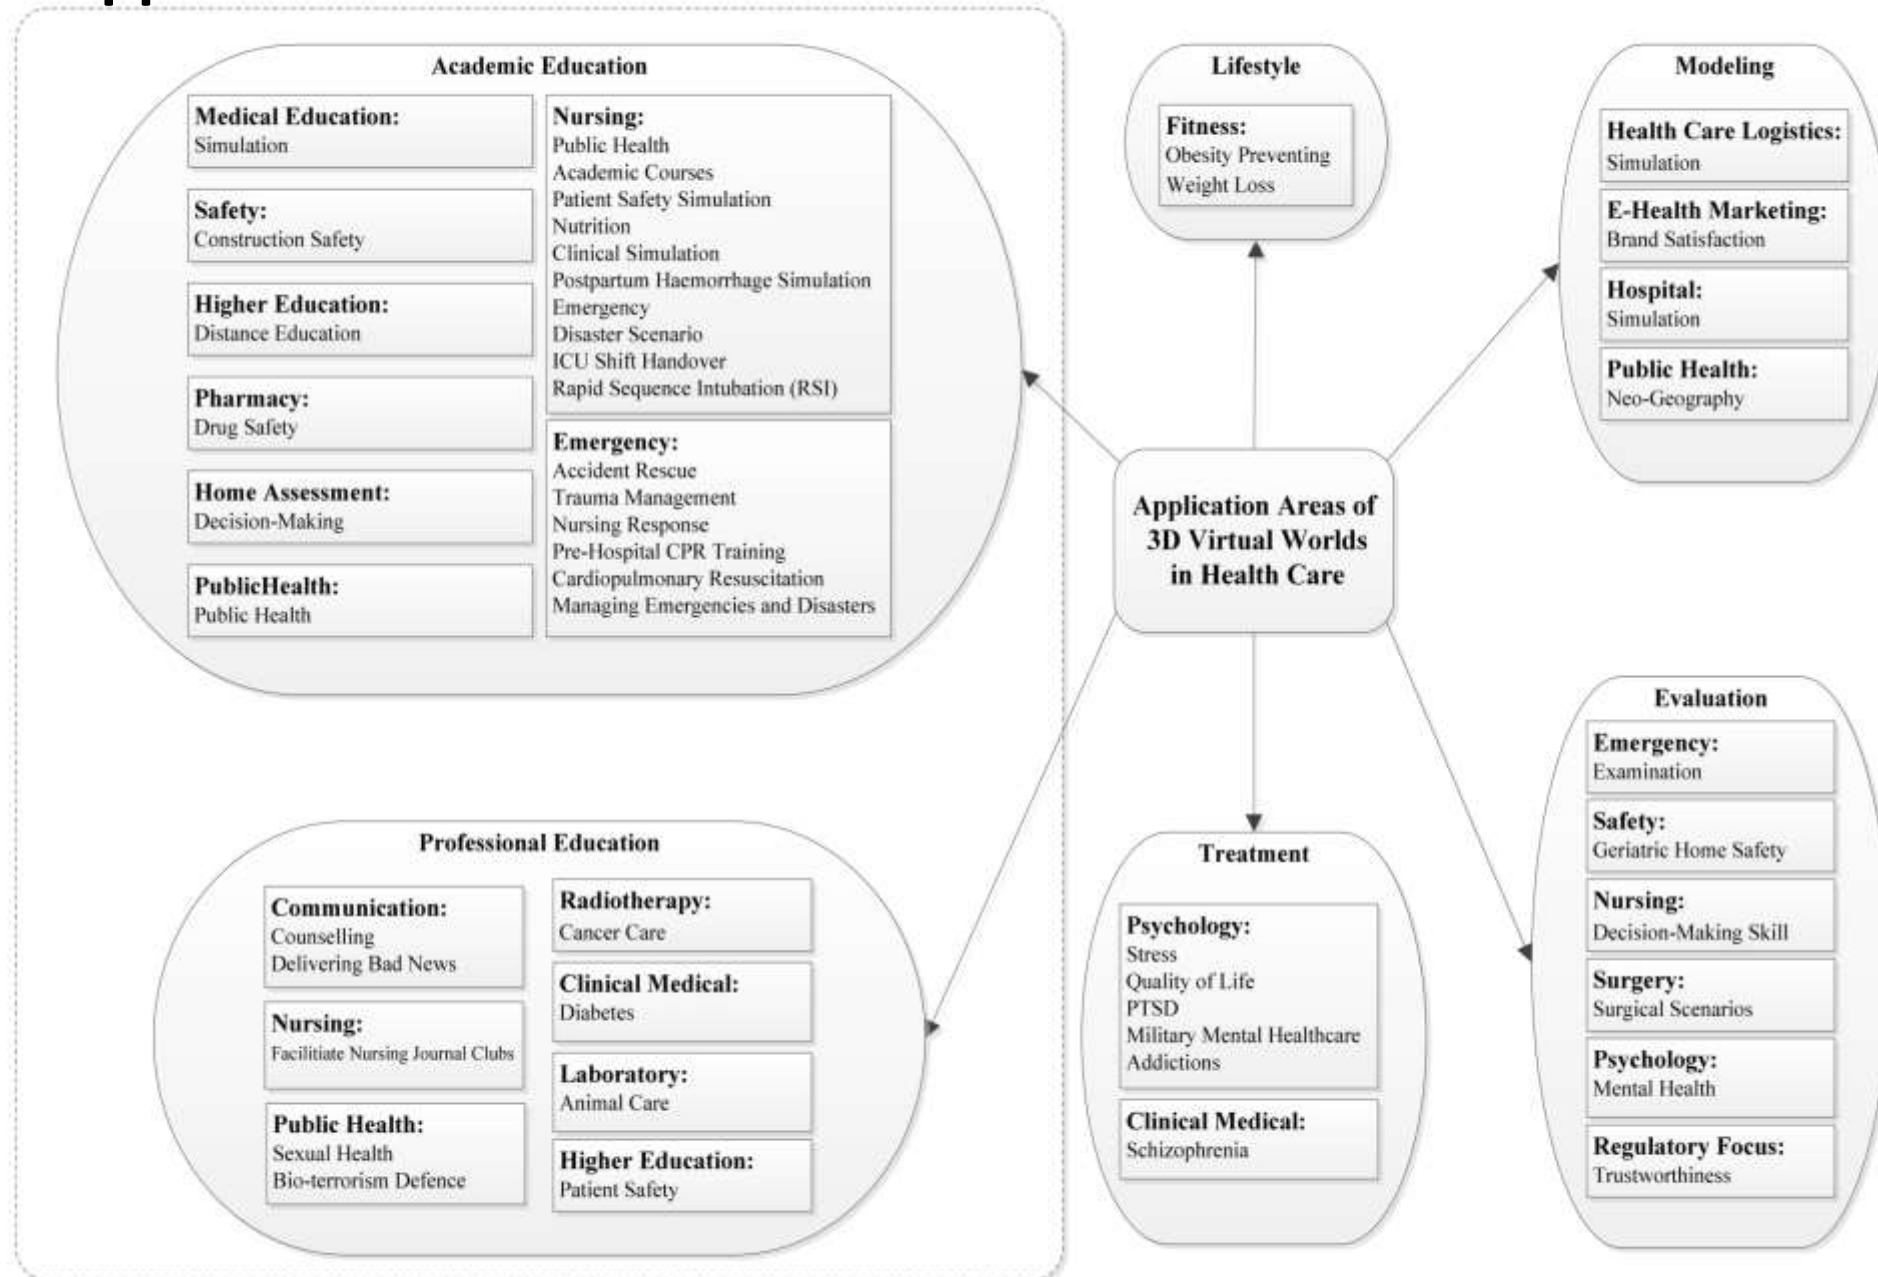 Academic Education
Medical Education:
Simulation
Safety:
Construction Safety
Higher Education:
Distance Education
Pharmacy:
Drug Safety
Home Assessment:
Decision-Making
PublicHealth:
Public Health
Nursing:
Public Health
Academic Courses
Patient Safety Simulation
Nutrition
Clinical Simulation
Postpartum Haemorrhage Simulation
Emergency
Disaster Scenario
ICU Shift Handover
Rapid Sequence Intubation (RSI)
Emergency:
Accident Rescue
Trauma Management
Nursing Response
Pre-Hospital CPR Training
Cardiopulmonary Resuscitation
Managing Emergencies and Disasters
Lifestyle
Fitness:
Obesity Preventing
Weight Loss
Modeling
Health Care Logistics:
Simulation
E-Health Marketing:
Brand Satisfaction
Hospital:
Simulation
Public Health:
Neo-Geography
Application Areas of
3D Virtual Worlds
in Health Care
Professional Education
Communication:
Counselling
Delivering Bad News
Nursing:
Facilitiate Nursing Journal Clubs
Public Health:
Sexual Health
Bio-terrorism Defence
Radiotherapy:
Cancer Care
Clinical Medical:
Diabetes
Laboratory:
Animal Care
Higher Education:
Patient Safety
Treatment
Psychology:
Stress
Quality of Life
PTSD
Military Mental Healthcare
Addictions
Clinical Medical:
Schizophrenia
Evaluation
Emergency:
Examination
Safety:
Geriatric Home Safety
Nursing:
Decision-Making Skill
Surgery:
Surgical Scenarios
Psychology:
Mental Health
Regulatory Focus:
Trustworthiness